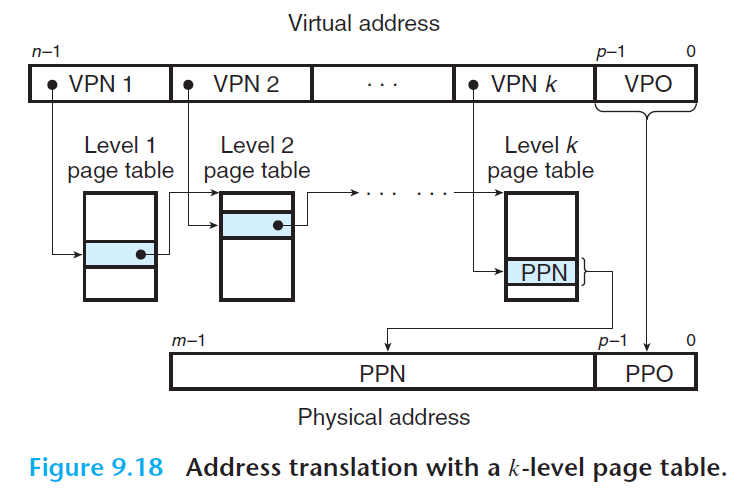 Virtual address
n–1 p–1 0
VPN 1 VPN 2 . . . VPN k VPO
Level 1 Level 2 Level k
page table page table page table
. . . . . .
PPN
m–1 p–1 0
PPN PPO
Physical address
Figure 9.18 Address translation with a k-level page table.